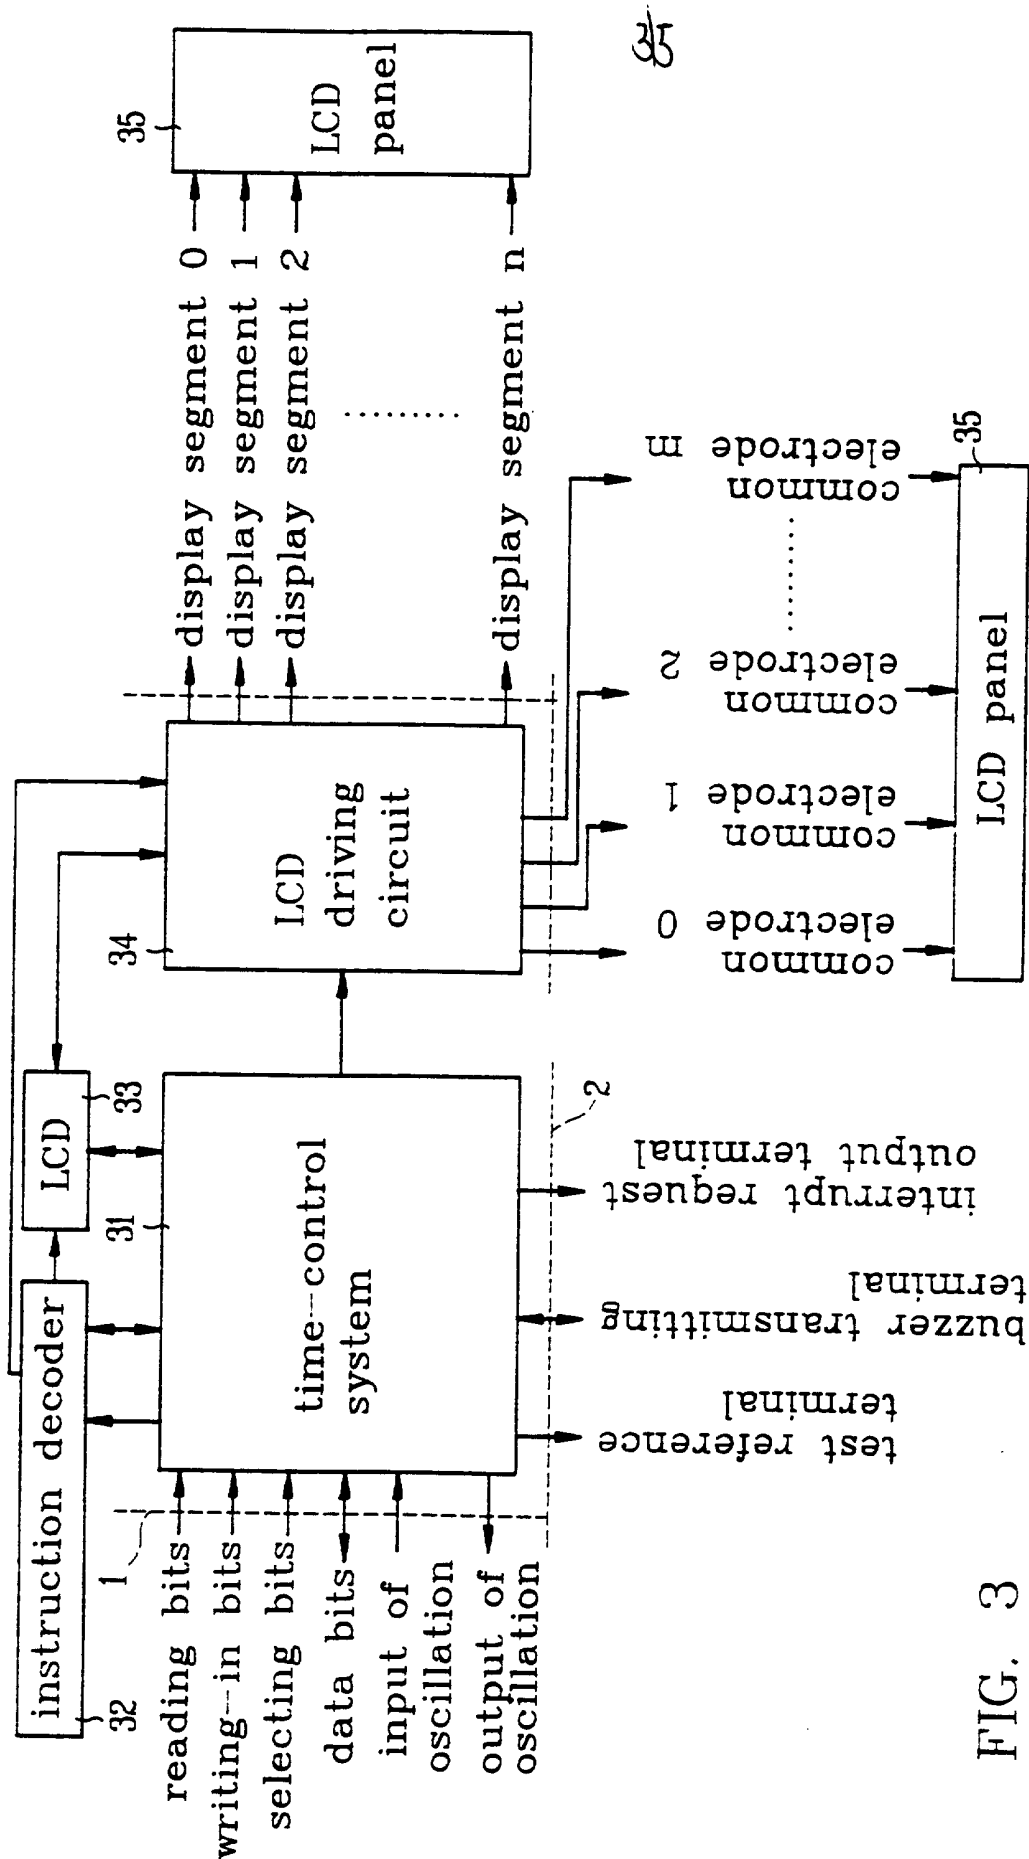 32
instruction decoder
LCD
33
1
reading bits
writing-in bits
selecting bits
data bits
input of
oscillation
output of
oscillation
31
time-control
system
34
LCD
driving
circuit
display segment 0
display segment 1
display segment 2
display segment n
35
LCD
panel
35
2
test reference
terminal
buzzer transmitting
terminal
interrupt request
output terminal
common
electrode 0
common
electrode 1
common
electrode 2
common
electrode m
35
LCD panel
FIG. 3